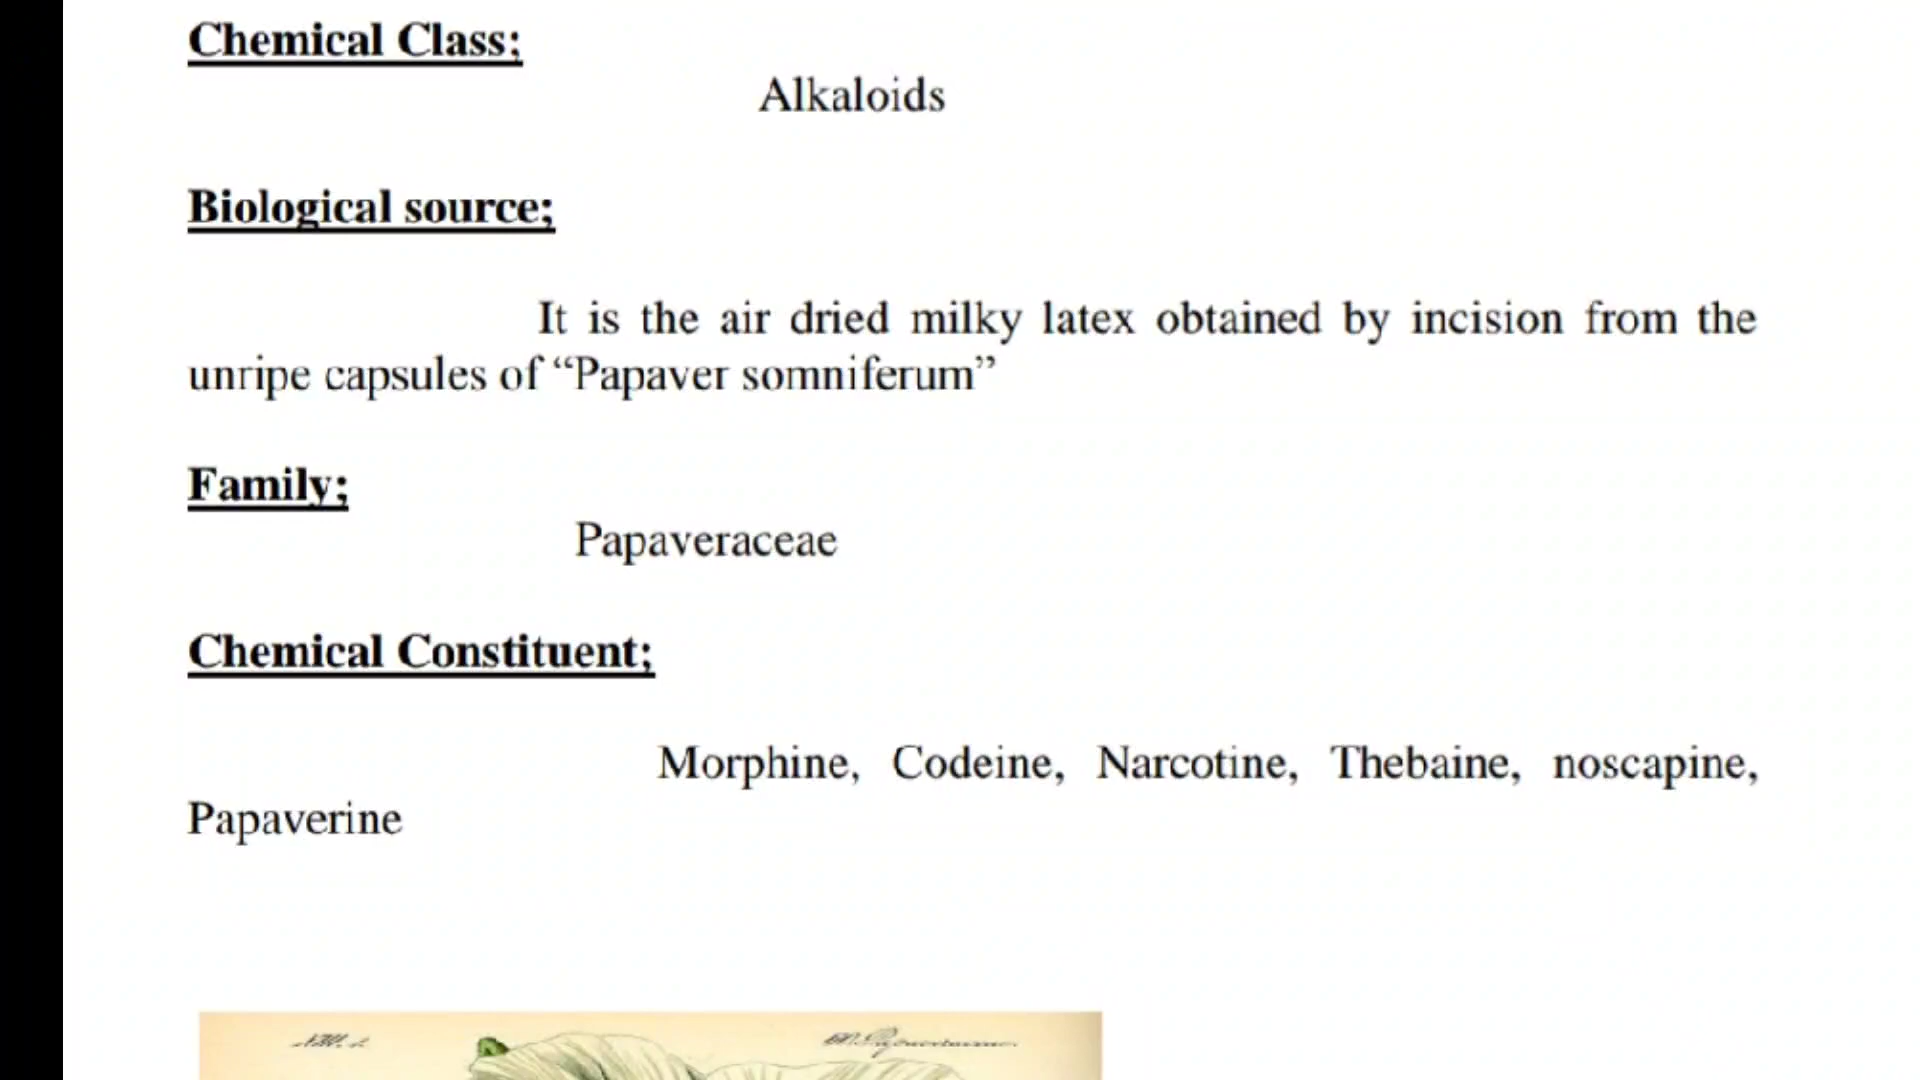 Chemical Class;
Alkaloids
Biological source;
It is the air dried milky latex obtained by incision from the
unripe capsules of “Papaver somniferum”
Family;
Papaveraceae
Chemical Constituent;
Morphine, Codeine, Narcotine, Thebaine, noscapine,
Papaverine